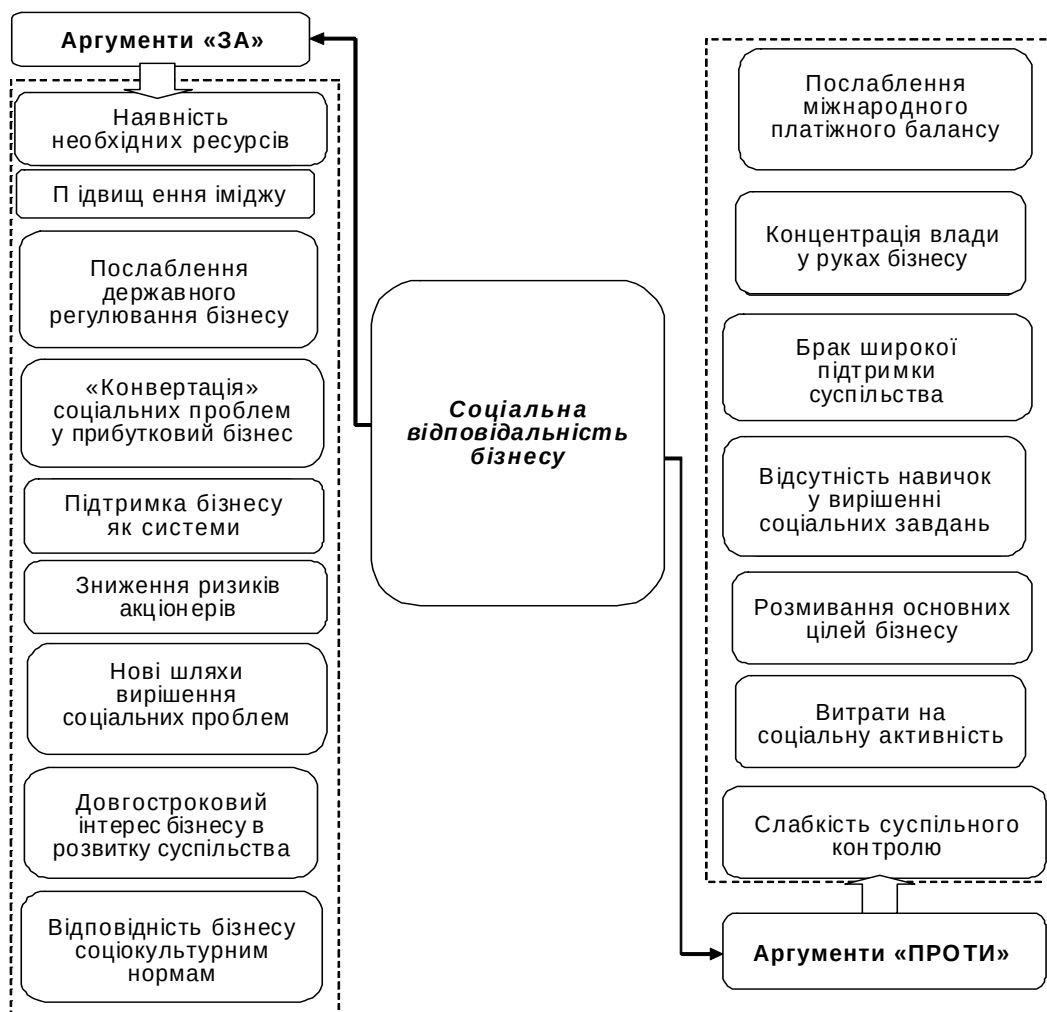 Аргументи «ЗА»
Наявність
необхідних ресурсів
П ідвищ ення іміджу
Послаблення
державного
регулювання бізнесу
«Конвертація»
соціальних проблем
у прибутковий бізнес
Підтримка бізнесу
як системи
Зниження ризиків
акціонерів
Нові шляхи
вирішення
соціальних проблем
Довгостроковий
інтерес бізнесу в
розвитку суспільства
Відповідність бізнесу
соціокультурним
нормам
Соціальна
відповідальність
бізнесу
Послаблення
міжнародного
платіжного балансу
Концентрація влади
у руках бізнесу
Брак широкої
підтримки
суспільства
Відсутність навичок
у вирішенні
соціальних завдань
Розмивання основних
цілей бізнесу
Витрати на
соціальну активність
Слабкість суспільного
контролю
Аргументи «ПРОТИ»